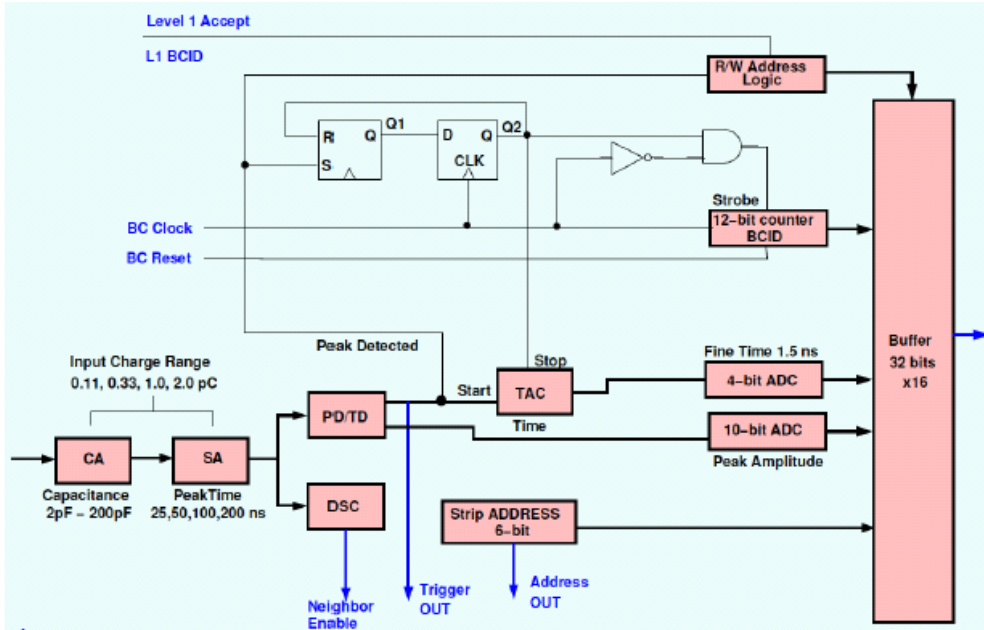 Level 1 Accept
L1 BCID
R/W Address
Logic
R
Q
S
Q1
D
Q
CLK
Q2
Strobe
BC Clock
12-bit counter
BCID
BC Reset
Buffer
32 bits
x16
Peak Detected
Input Charge Range
0.11, 0.33, 1.0, 2.0 pC
Start
Stop
TAC
Time
Fine Time 1.5 ns
4-bit ADC
PD/TD
10-bit ADC
Peak Amplitude
CA
SA
Capacitance
2pF - 200pF
PeakTime
25,50,100,200 ns
DSC
Strip ADDRESS
6-bit
Neighbor
Enable
Trigger
OUT
Address
OUT